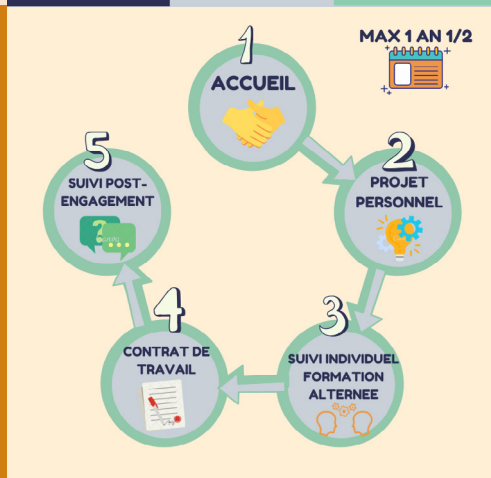 MAX 1 AN 1/2
1
ACCUEIL
2
PROJET
PERSONNEL
3
SUIVI INDIVIDUEL
FORMATION
ALTERNEE
4
CONTRAT DE
TRAVAIL
5
SUIVI POST-
ENGAGEMENT